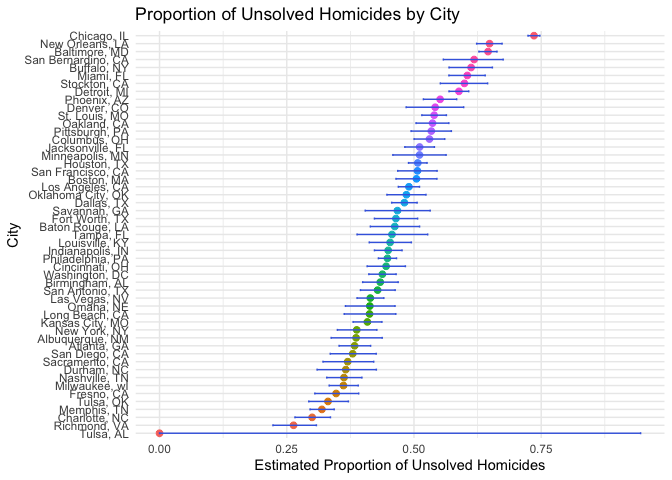 Proportion of Unsolved Homicides by City
Chicago, IL
New Orleans, LA
Baltimore, MD
San Bernardino, CA
Buffalo, NY
Miami, FL
Stockton, CA
Detroit, MI
Phoenix, AZ
Denver, CO
St. Louis, MO
Oakland, CA
Pittsburgh, PA
Columbus, OH
Jacksonville, FL
Minneapolis, MN
Houston, TX
San Francisco, CA
Boston, MA
Los Angeles, CA
Oklahoma City, OK
Dallas, TX
Savannah, GA
Fort Worth, TX
Baton Rouge, LA
Tampa, FL
Louisville, KY
Indianapolis, IN
Philadelphia, PA
Cincinnati, OH
Washington, DC
Birmingham, AL
San Antonio, TX
Las Vegas, NV
Omaha, NE
Long Beach, CA
Kansas City, MO
New York, NY
Albuquerque, NM
Atlanta, GA
San Diego, CA
Sacramento, CA
Durham, NC
Nashville, TN
Milwaukee, wI
Fresno, CA
Tulsa, OK
Memphis, TN
Charlotte, NC
Richmond, VA
Tulsa, AL
City
0.00 0.25 0.50 0.75
Estimated Proportion of Unsolved Homicides